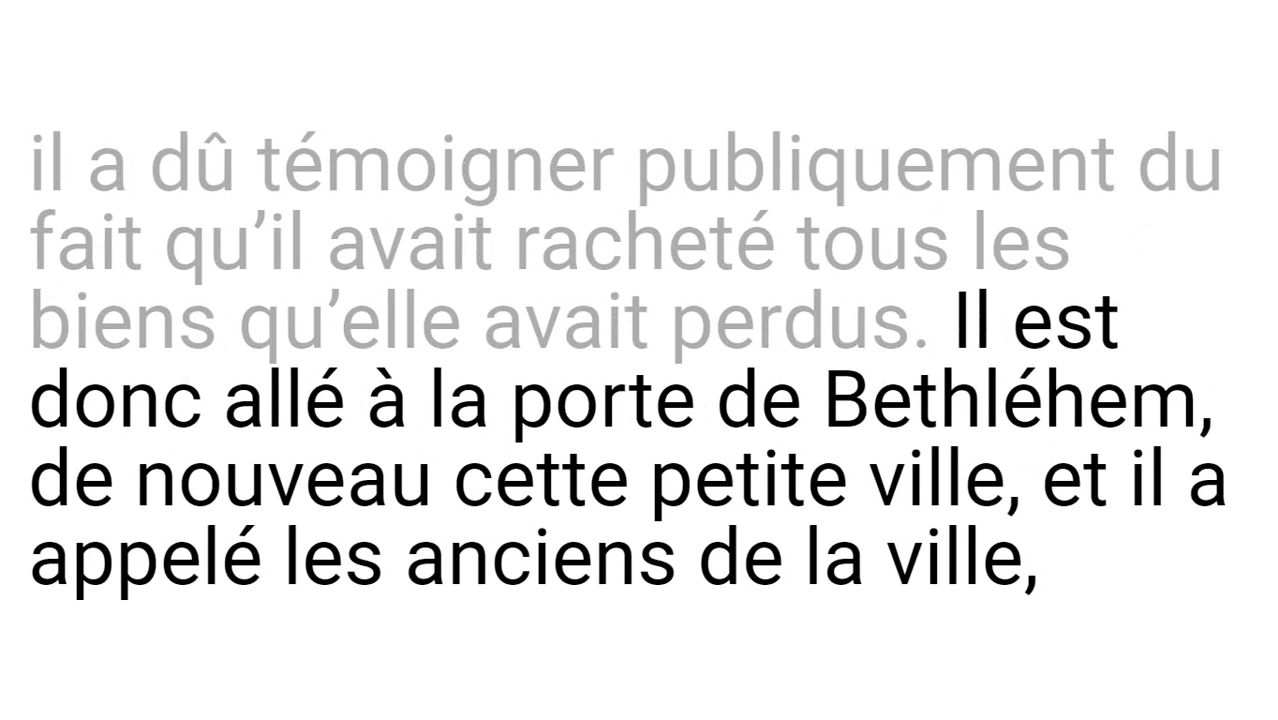 il a dû témoigner publiquement du
fait qu’il avait racheté tous les
biens qu’elle avait perdus. Il est
donc allé à la porte de Bethléhem,
de nouveau cette petite ville, et il a
appelé les anciens de la ville,